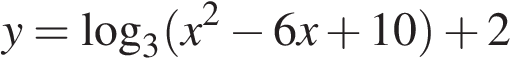 y = log₃(x² − 6x + 10) + 2